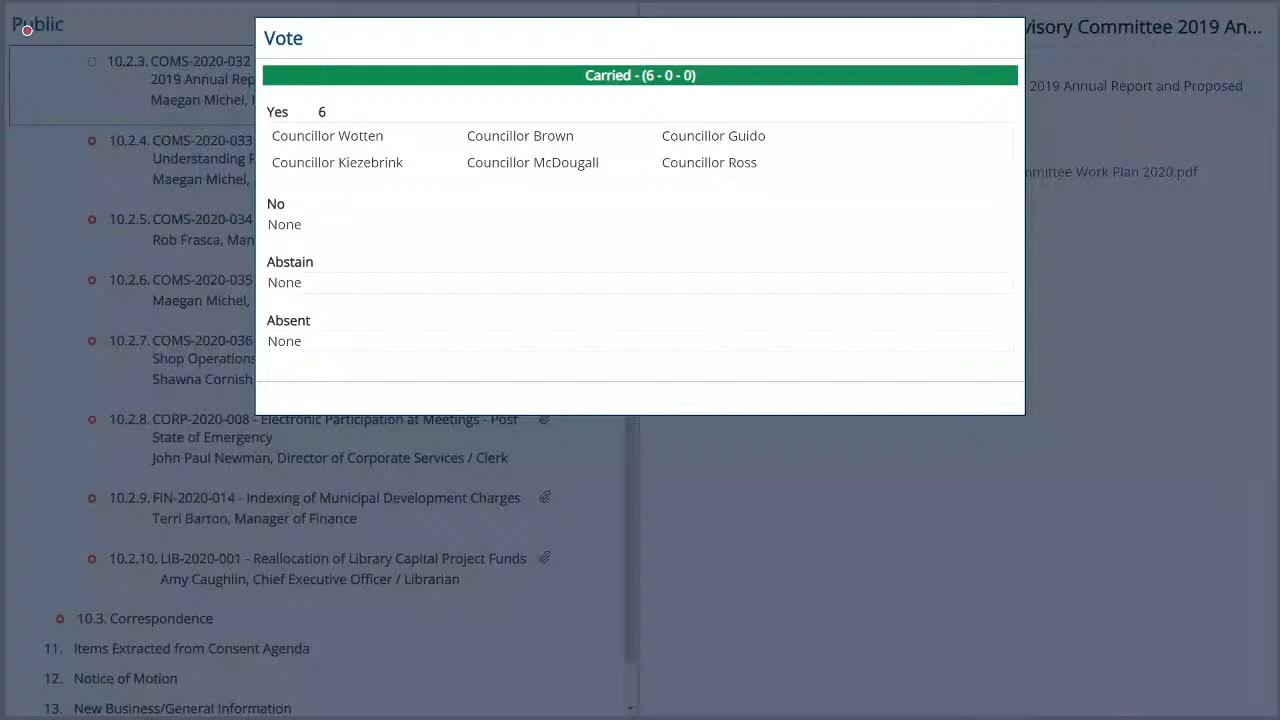 Public
visory Committee 2019 An...
Vote
Carried - (6 - 0 - 0)
Yes 6
Councillor Wotten Councillor Brown Councillor Guido
Councillor Kiezebrink Councillor McDougall Councillor Ross
No
None
Abstain
None
Absent
None
10.2.3. COMS-2020-032
2019 Annual Rep
Maegan Michel,
10.2.4. COMS-2020-033
Understanding
Maegan Michel,
10.2.5. COMS-2020-034
Rob Frasca, Man
10.2.6. COMS-2020-035
Maegan Michel,
10.2.7. COMS-2020-036
Shop Operations
Shawna Cornish,
10.2.8. CORP-2020-008 - Electronic Participation at Meetings - Post
State of Emergency
John Paul Newman, Director of Corporate Services / Clerk
10.2.9. FIN-2020-014 - Indexing of Municipal Development Charges
Terri Barton, Manager of Finance
10.2.10. LIB-2020-001 - Reallocation of Library Capital Project Funds
Amy Caughlin, Chief Executive Officer / Librarian
10.3. Correspondence
11. Items Extracted from Consent Agenda
12. Notice of Motion
13. New Business/General Information
2019 Annual Report and Proposed
mmittee Work Plan 2020.pdf